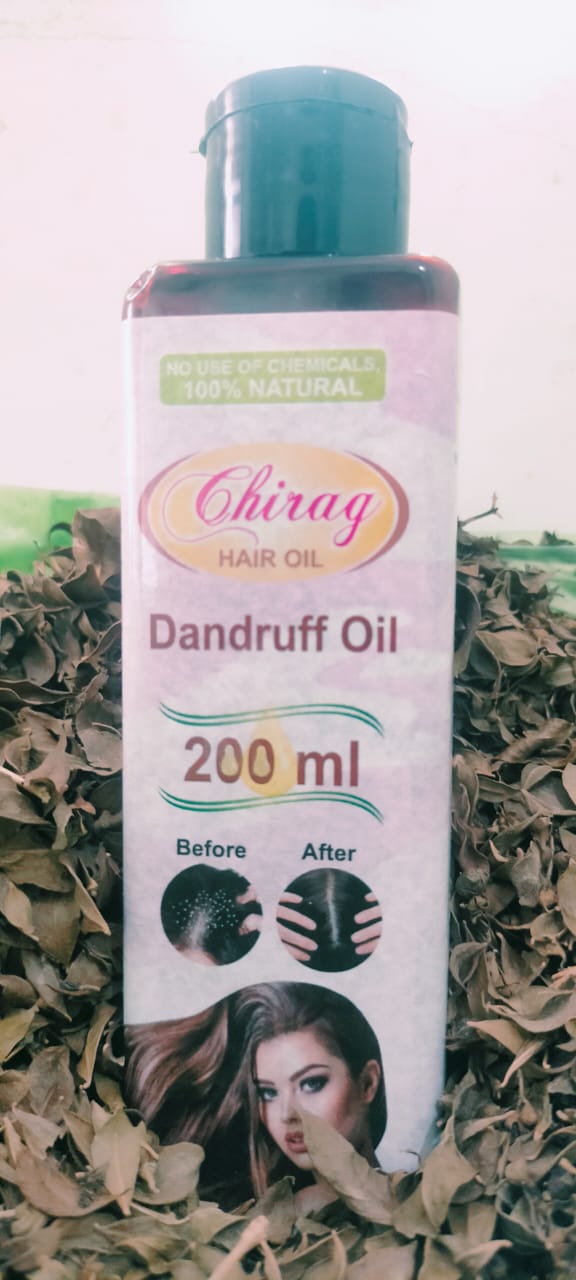 NO USE OF CHEMICALS,
100% NATURAL
Chirag
HAIR OIL
Dandruff Oil
200 ml
Before After